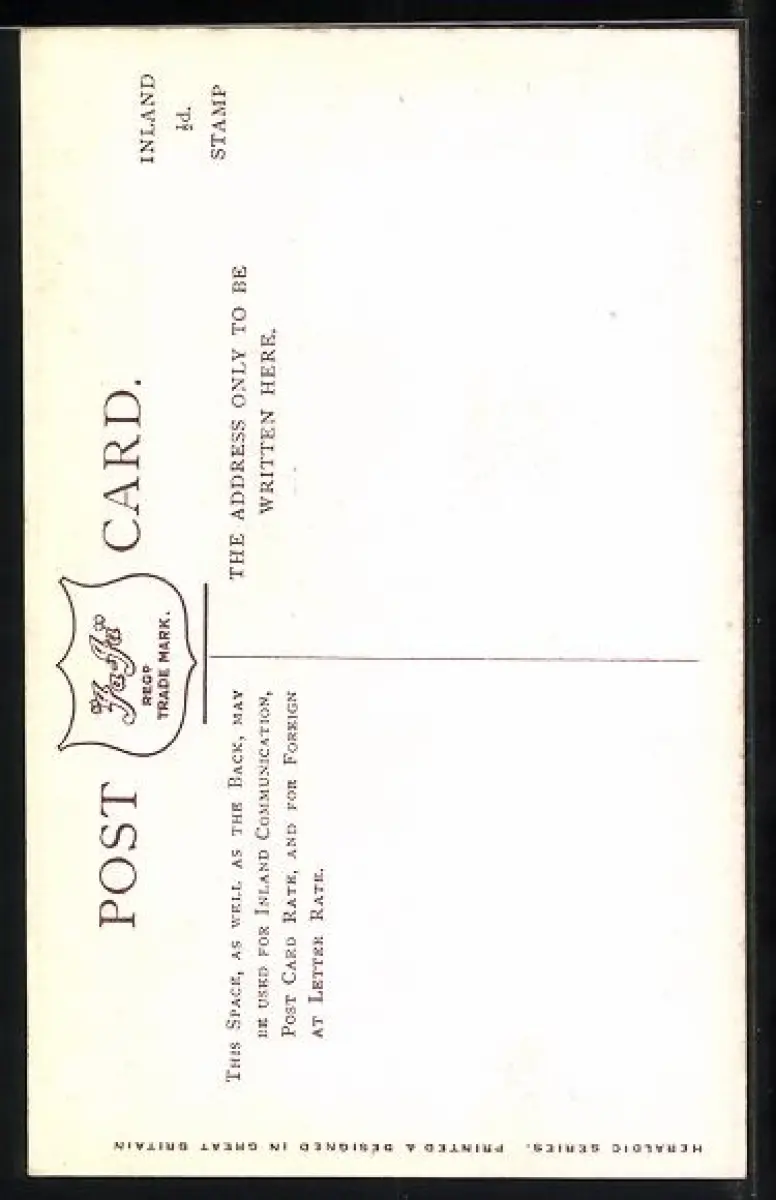 POST CARD.
REGD
TRADE MARK.
INLAND
½d.
STAMP
THIS SPACE, AS WELL AS THE BACK, MAY
BE USED FOR INLAND COMMUNICATION,
POST CARD RATE, AND FOR FOREIGN
AT LETTER RATE.
THE ADDRESS ONLY TO BE
WRITTEN HERE.
HERALDIC SERIES. PRINTED & DESIGNED IN GREAT BRITAIN